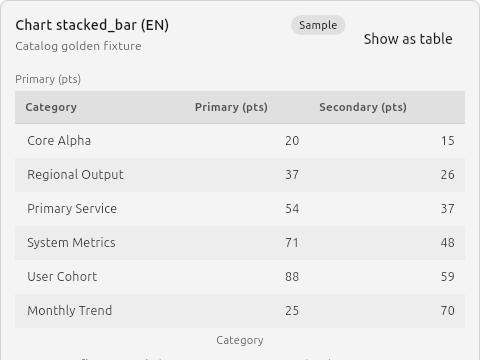 Chart stacked_bar (EN)
Sample
Show as table
Catalog golden fixture
Primary (pts)
Category Primary (pts) Secondary (pts)
Core Alpha 20 15
Regional Output 37 26
Primary Service 54 37
System Metrics 71 48
User Cohort 88 59
Monthly Trend 25 70
Category